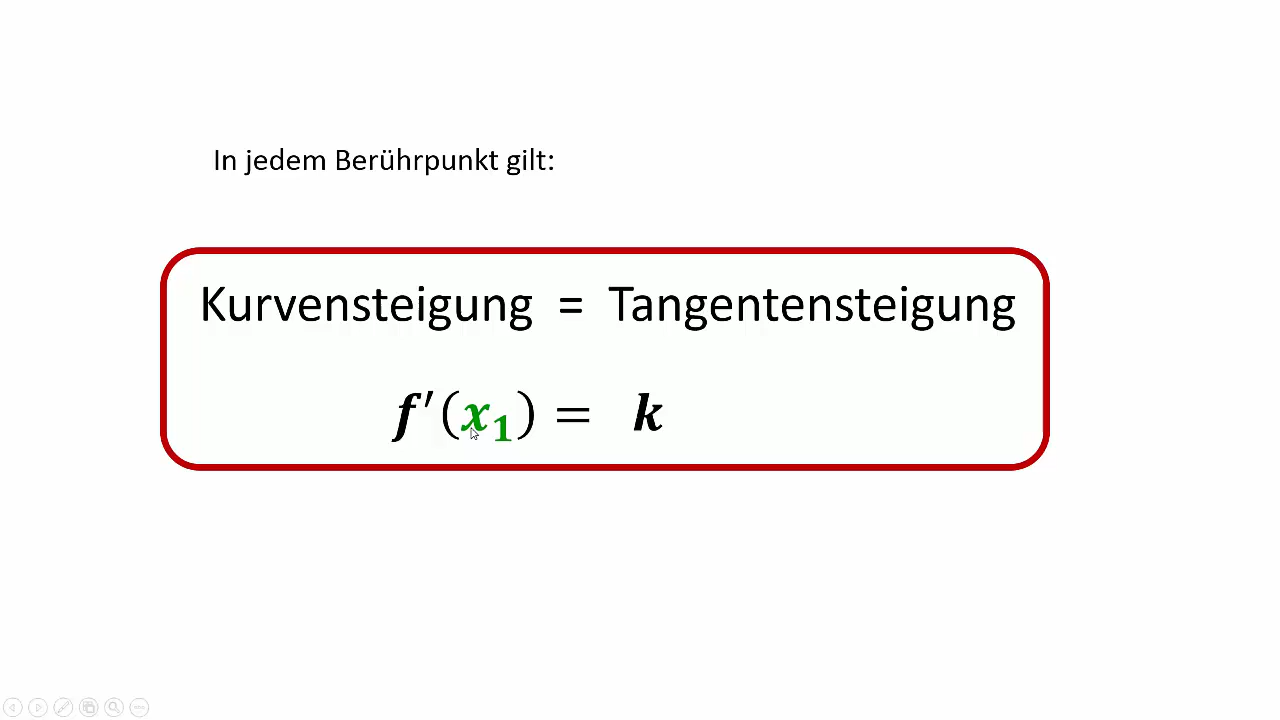 In jedem Berührpunkt gilt:
Kurvensteigung = Tangentensteigung
f′(x₁) = k